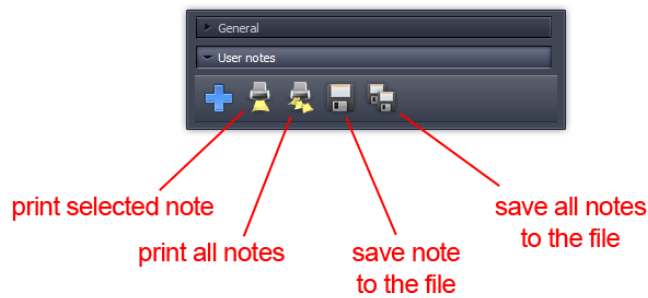 General
User notes
print selected note
print all notes
save note
to the file
save all notes
to the file